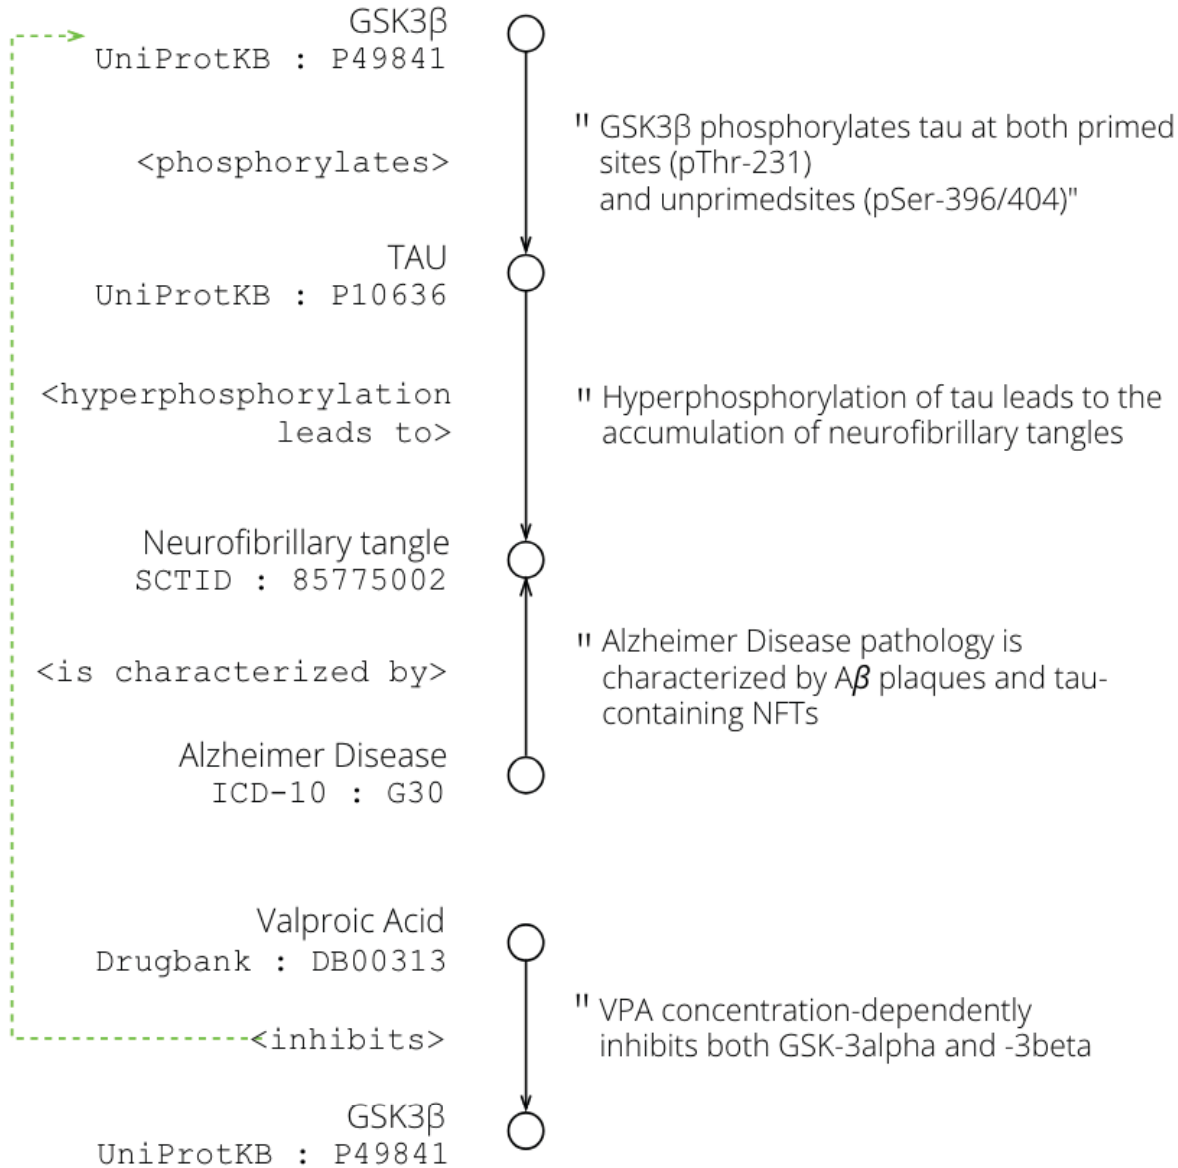 GSK3β
UniProtKB : P49841
<phosphorylates>
" GSK3β phosphorylates tau at both primed
sites (pThr-231)
and unprimedsites (pSer-396/404)"
TAU
UniProtKB : P10636
<hyperphosphorylation
leads to>
" Hyperphosphorylation of tau leads to the
accumulation of neurofibrillary tangles
Neurofibrillary tangle
SCTID : 85775002
<is characterized by>
" Alzheimer Disease pathology is
characterized by Aβ plaques and tau-
containing NFTs
Alzheimer Disease
ICD-10 : G30
Valproic Acid
Drugbank : DB00313
<inhibits>
" VPA concentration-dependently
inhibits both GSK-3alpha and -3beta
GSK3β
UniProtKB : P49841